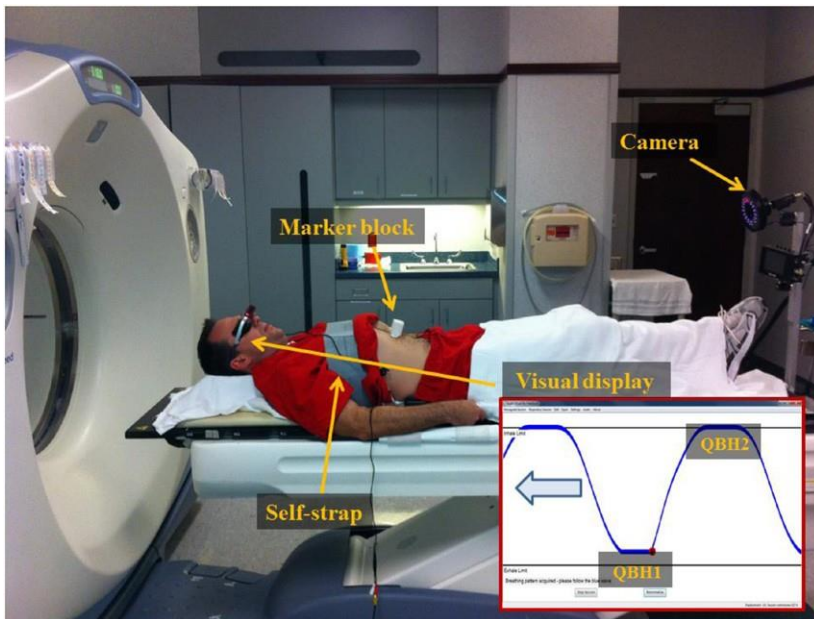 Camera
Marker block
Visual display
Self-strap
Inhale Limit
QBH2
QBH1
Exhale Limit
Breathing pattern acquired - please follow the blue wave